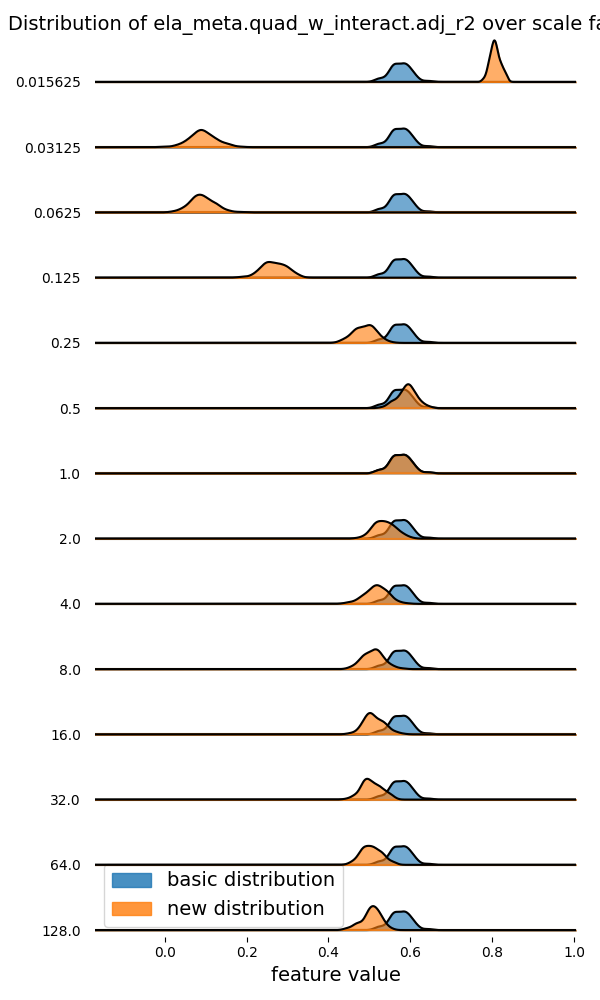 Distribution of ela_meta.quad_w_interact.adj_r2 over scale fa
0.015625
0.03125
0.0625
0.125
0.25
0.5
1.0
2.0
4.0
8.0
16.0
32.0
64.0
basic distribution
new distribution
128.0
0.0 0.2 0.4 0.6 0.8 1.0
feature value